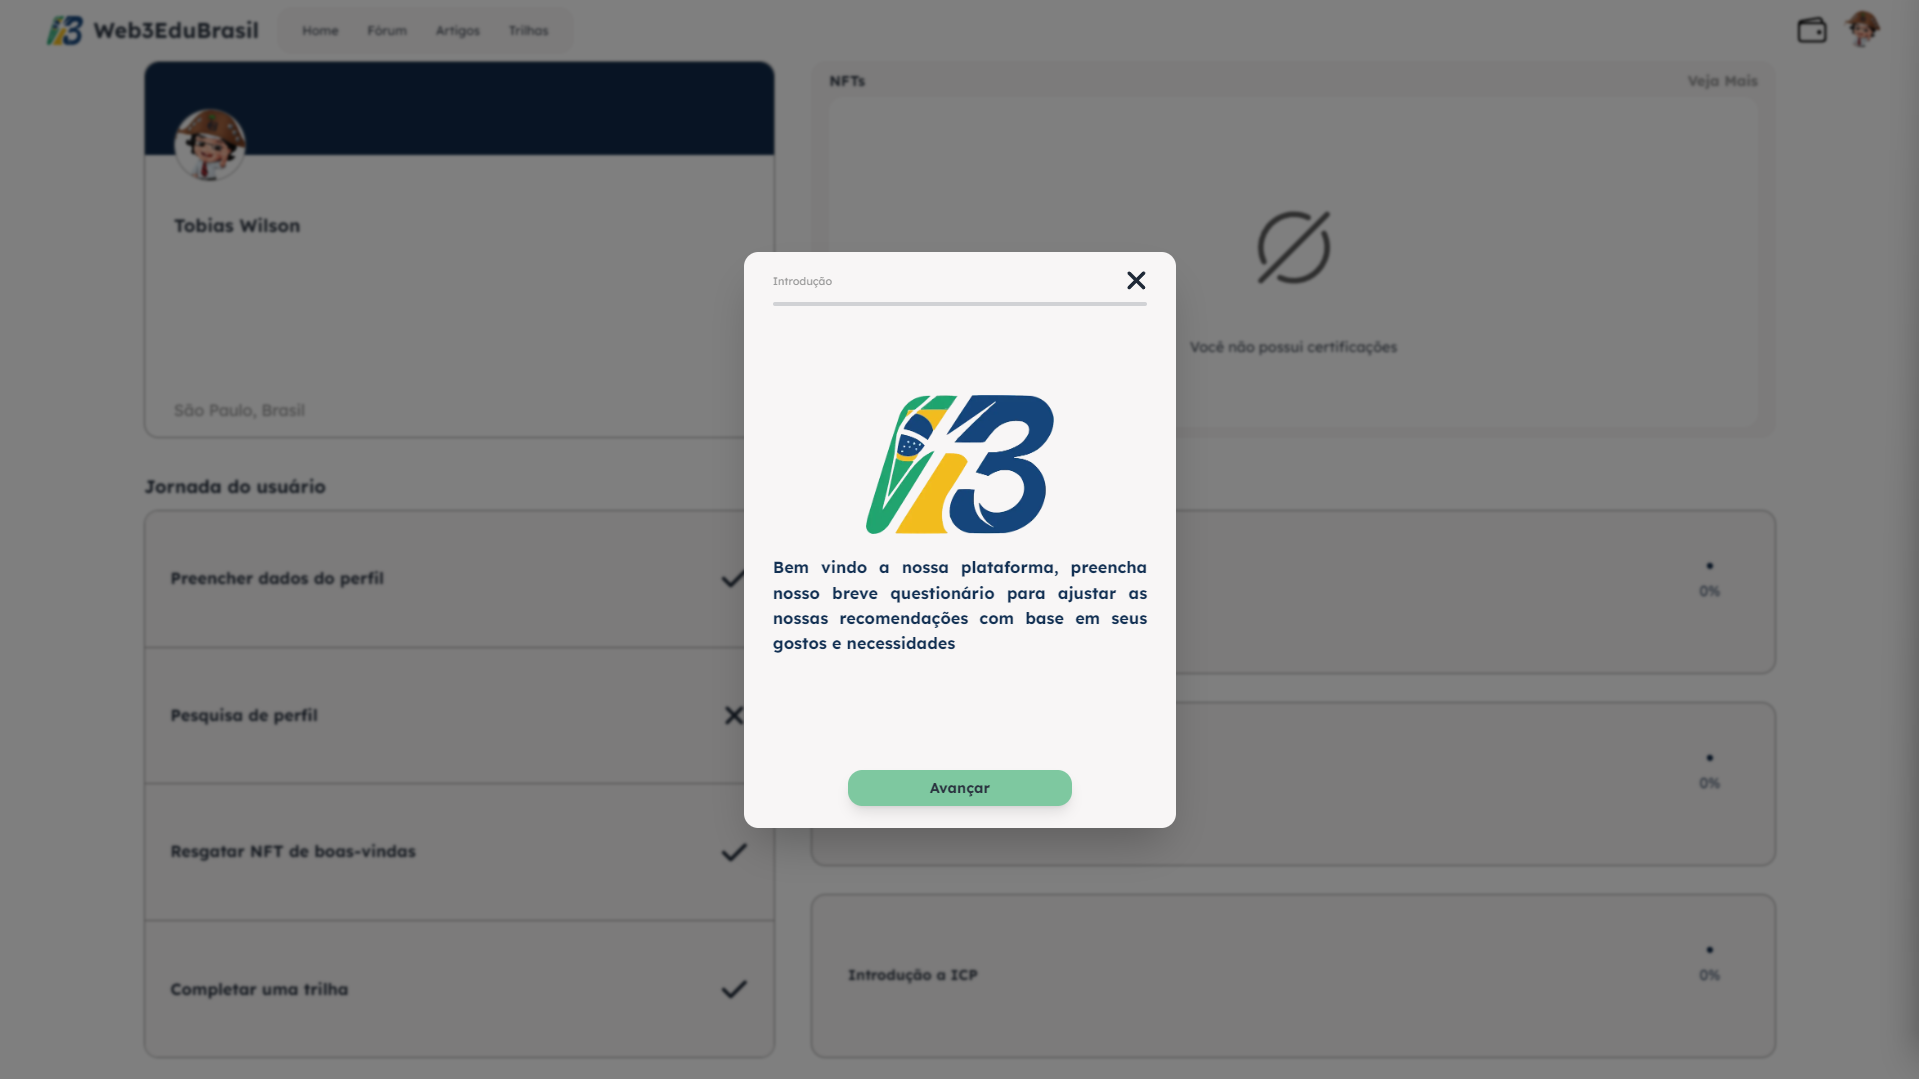 Web3EduBrasil
Home
Fórum
Artigos
Trilhas
NFTs
Veja Mais
Tobias Wilson
São Paulo, Brasil
Você não possui certificações
Introdução
Bem vindo a nossa plataforma, preencha
nosso breve questionário para ajustar as
nossas recomendações com base em seus
gostos e necessidades
Avançar
Jornada do usuário
Preencher dados do perfil
Pesquisa de perfil
Resgatar NFT de boas-vindas
Completar uma trilha
0%
0%
Introdução a ICP
0%